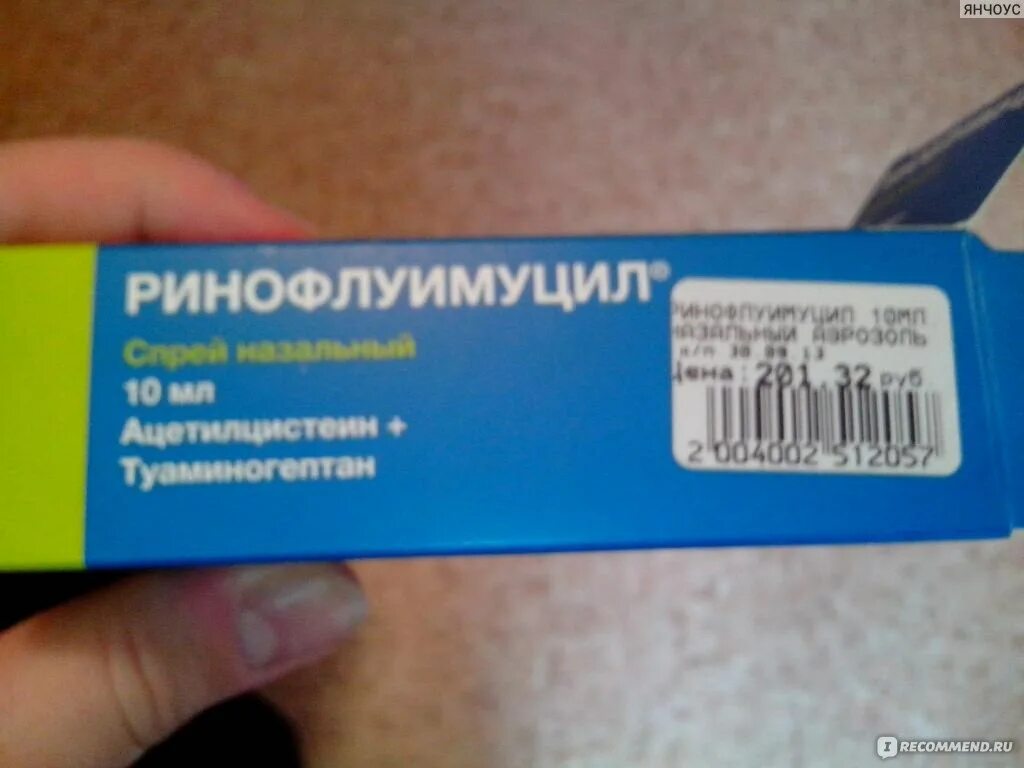 ЯНЧОУС
РИНОФЛУИМУЦИЛ®
Спрей назальный
10 мл
Ацетилцистеин +
Туаминогептан
РИНОФЛУИМУЦИЛ 10МЛ
НАЗАЛЬНЫЙ АЭРОЗОЛЬ
Цена: 201.32 руб
2 004002 512057
IRECOMMEND.RU